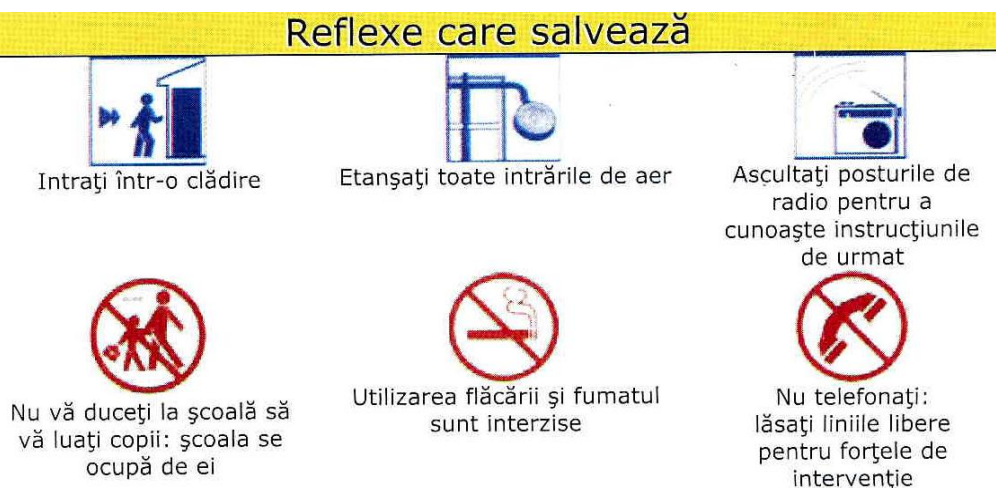 Reflexe care salvează
Intraţi într-o clădire
Etanşaţi toate intrările de aer
Ascultaţi posturile de
radio pentru a
cunoaşte instrucţiunile
de urmat
Nu vă duceţi la şcoală să
vă luaţi copii: şcoala se
ocupă de ei
Utilizarea flăcării şi fumatul
sunt interzise
Nu telefonaţi:
lăsaţi liniile libere
pentru forţele de
intervenţie